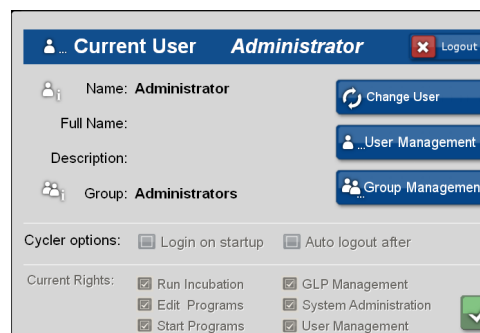 Current User Administrator Logout
Name: Administrator
Change User
Full Name:
...User Management
Description:
...Group Managemen
Group: Administrators
Cycler options: Login on startup Auto logout after
Current Rights: Run Incubation GLP Management
Edit Programs System Administration
Start Programs User Management